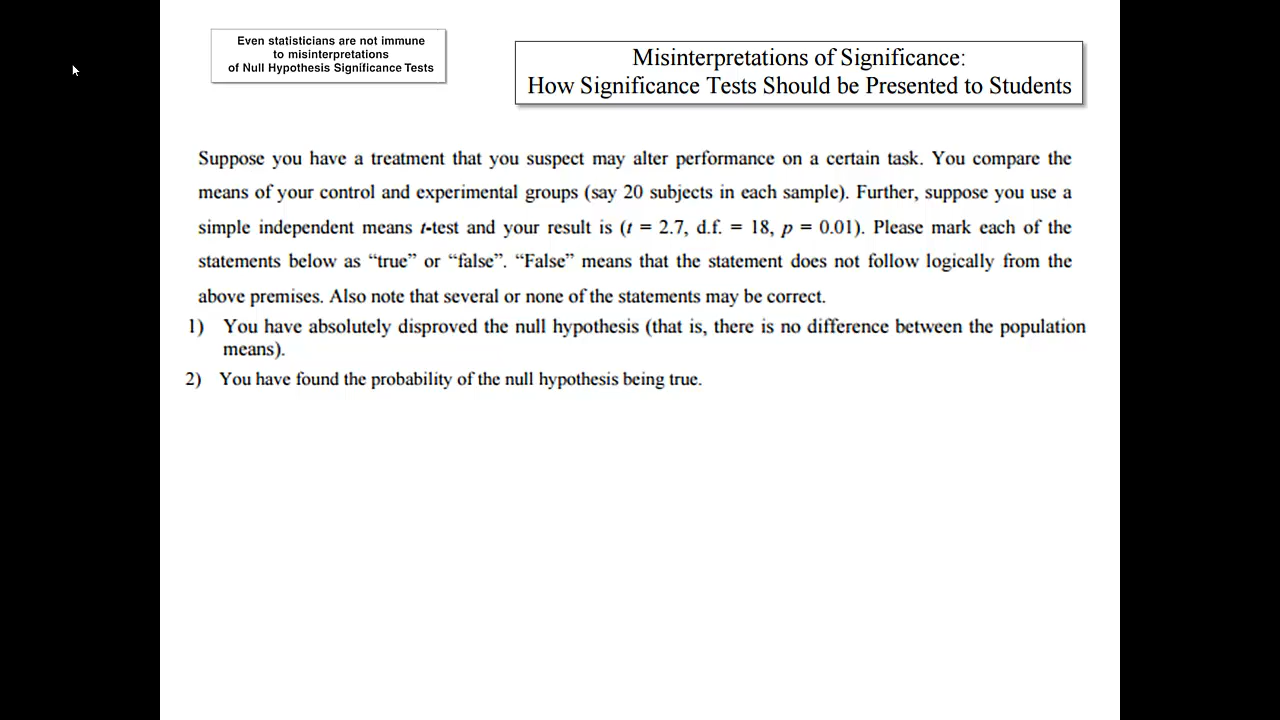 Even statisticians are not immune
to misinterpretations
of Null Hypothesis Significance Tests
Misinterpretations of Significance:
How Significance Tests Should be Presented to Students
Suppose you have a treatment that you suspect may alter performance on a certain task. You compare the
means of your control and experimental groups (say 20 subjects in each sample). Further, suppose you use a
simple independent means t-test and your result is (t = 2.7, d.f. = 18, p = 0.01). Please mark each of the
statements below as “true” or “false”. “False” means that the statement does not follow logically from the
above premises. Also note that several or none of the statements may be correct.
1) You have absolutely disproved the null hypothesis (that is, there is no difference between the population
means).
2) You have found the probability of the null hypothesis being true.